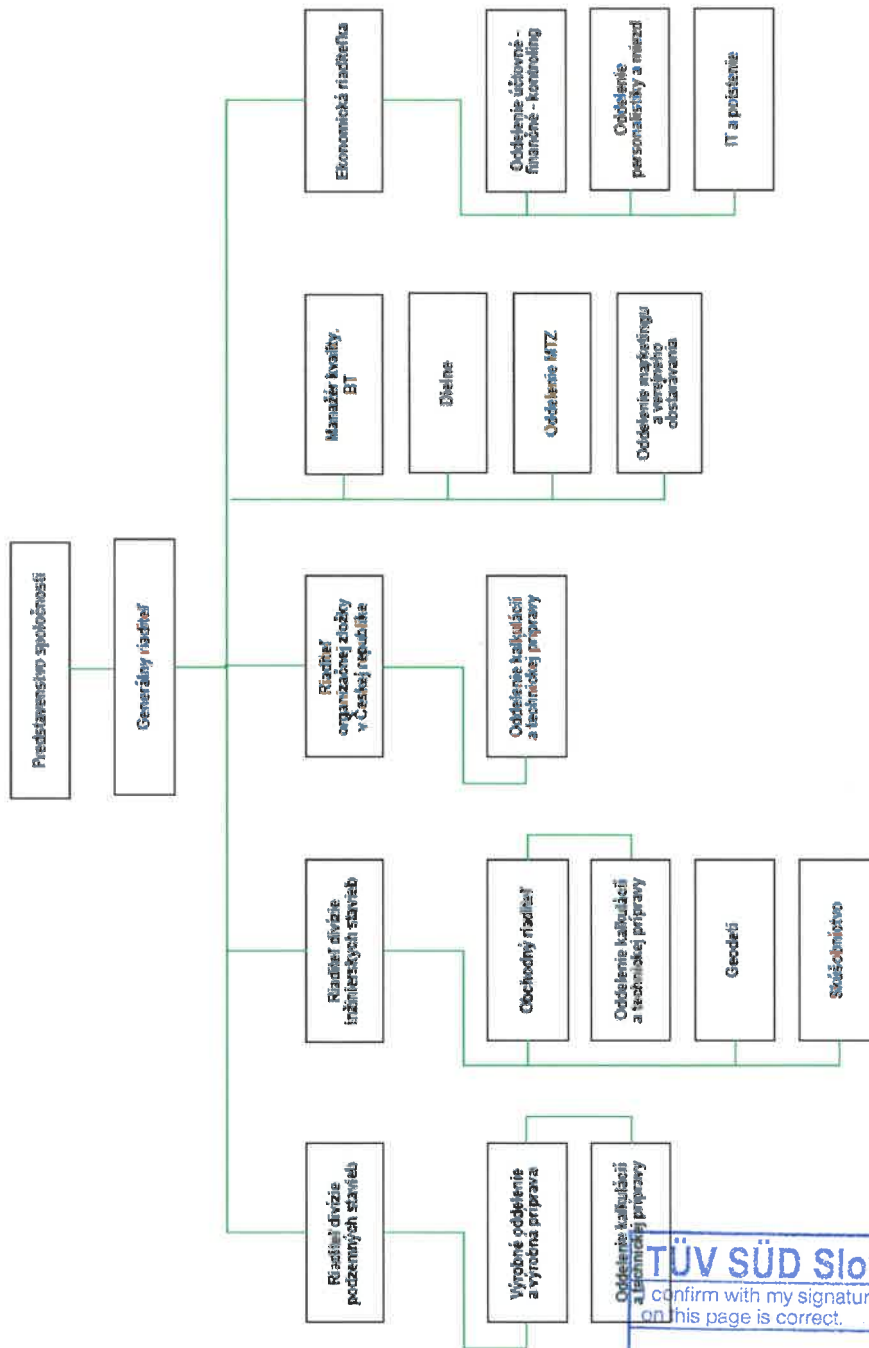 Predstavenstvo spoločnosti
Generálny riaditeľ
Riaditeľ divízie
podzemných stavieb
Výrobné oddelenie
a výrobná príprava
Oddelenie kalkulácií
a technickej prípravy
Riaditeľ divízie
inžinierskych stavieb
Obchodný riaditeľ
Oddelenie kalkulácií
a technickej prípravy
Geodeti
Skúšobníctvo
Riaditeľ
organizačnej zložky
v Českej republike
Oddelenie kalkulácií
a technickej prípravy
Manažér kvality,
BT
Dielne
Oddelenie MTZ
Oddelenie marketingu
a verejného
obstarávania
Ekonomická riaditeľka
Oddelenie účtovné -
finančné - kontroling
Oddelenie
personalistiky a miezd
IT a poistenie
TÜV SÜD Slo
confirm with my signatur
on this page is correct.